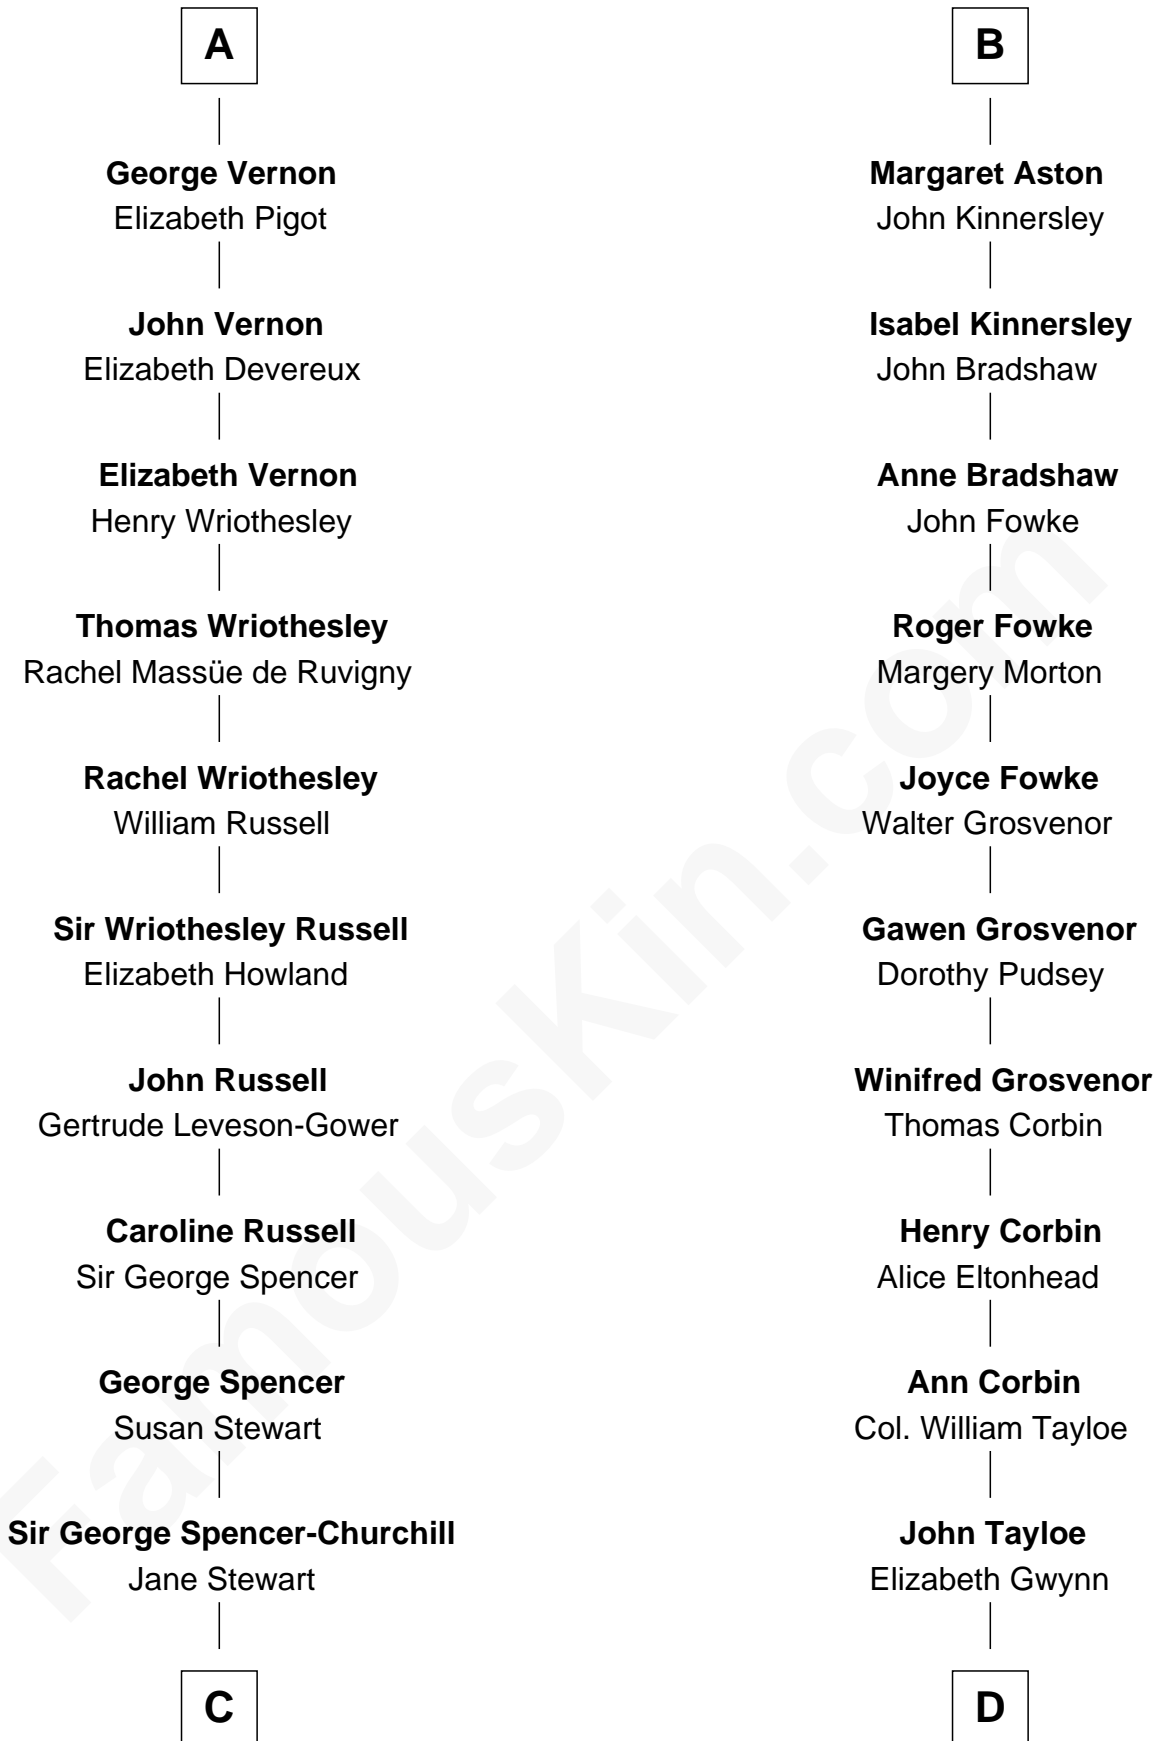 A
George Vernon
Elizabeth Pigot
John Vernon
Elizabeth Devereux
Elizabeth Vernon
Henry Wriothesley
Thomas Wriothesley
Rachel Massüe de Ruvigny
Rachel Wriothesley
William Russell
Sir Wriothesley Russell
Elizabeth Howland
John Russell
Gertrude Leveson-Gower
Caroline Russell
Sir George Spencer
George Spencer
Susan Stewart
Sir George Spencer-Churchill
Jane Stewart
C
B
Margaret Aston
John Kinnersley
Isabel Kinnersley
John Bradshaw
Anne Bradshaw
John Fowke
Roger Fowke
Margery Morton
Joyce Fowke
Walter Grosvenor
Gawen Grosvenor
Dorothy Pudsey
Winifred Grosvenor
Thomas Corbin
Henry Corbin
Alice Eltonhead
Ann Corbin
Col. William Tayloe
John Tayloe
Elizabeth Gwynn
D
FamousKin.com